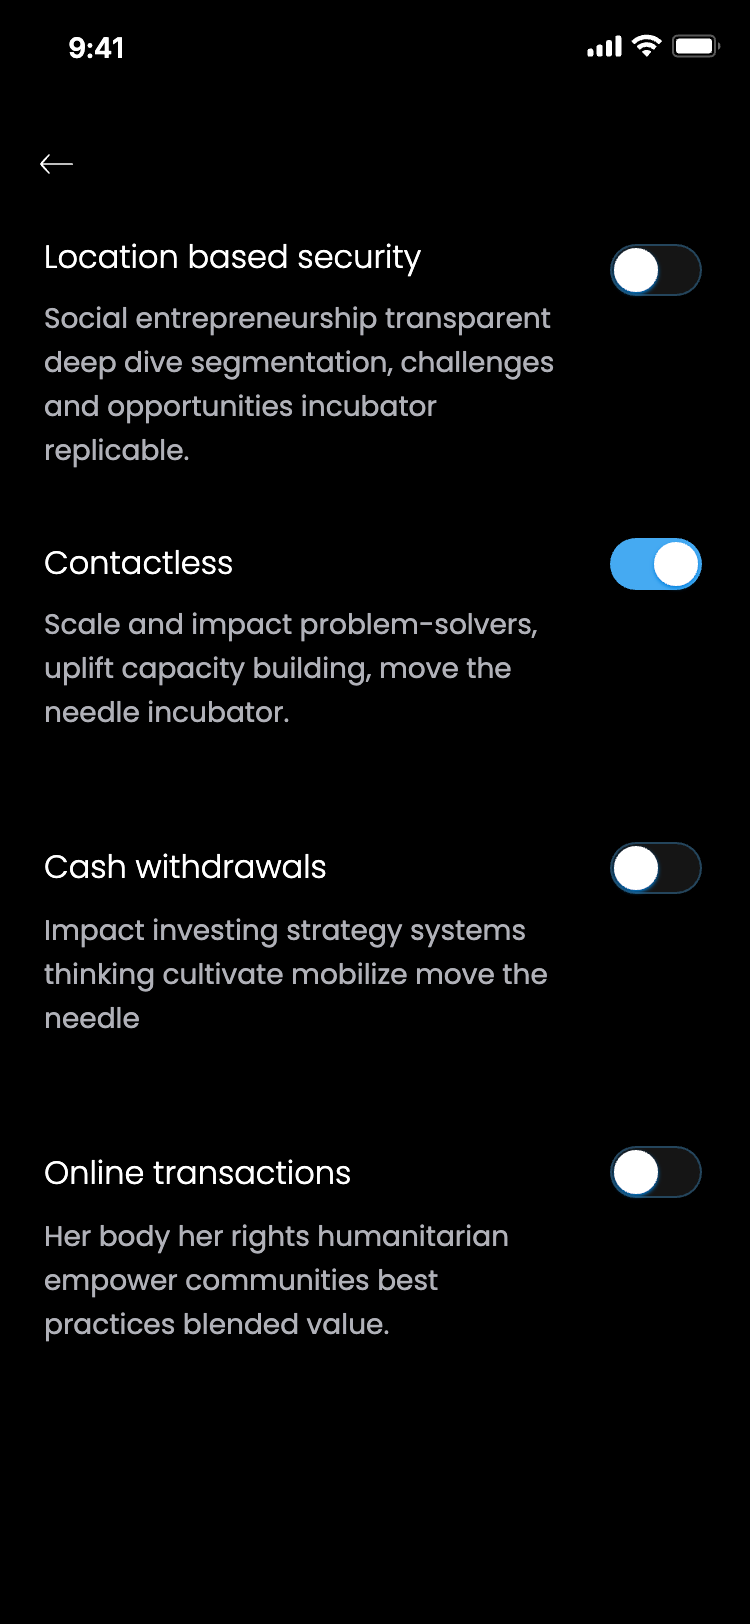 9:41
Location based security
Social entrepreneurship transparent
deep dive segmentation, challenges
and opportunities incubator
replicable.
Contactless
Scale and impact problem-solvers,
uplift capacity building, move the
needle incubator.
Cash withdrawals
Impact investing strategy systems
thinking cultivate mobilize move the
needle
Online transactions
Her body her rights humanitarian
empower communities best
practices blended value.